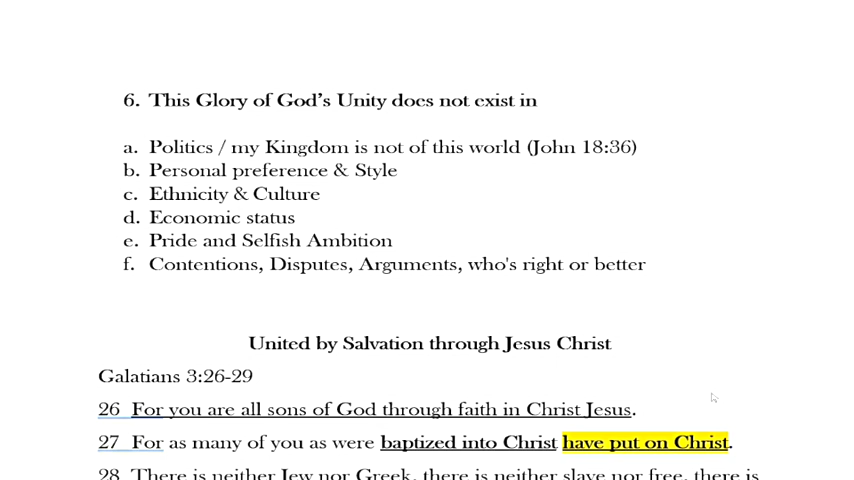 6. This Glory of God's Unity does not exist in
a. Politics / my Kingdom is not of this world (John 18:36)
b. Personal preference & Style
c. Ethnicity & Culture
d. Economic status
e. Pride and Selfish Ambition
f. Contentions, Disputes, Arguments, who's right or better
United by Salvation through Jesus Christ
Galatians 3:26-29
26 For you are all sons of God through faith in Christ Jesus.
27 For as many of you as were baptized into Christ have put on Christ.
28 There is neither Jew nor Greek, there is neither slave nor free, there is